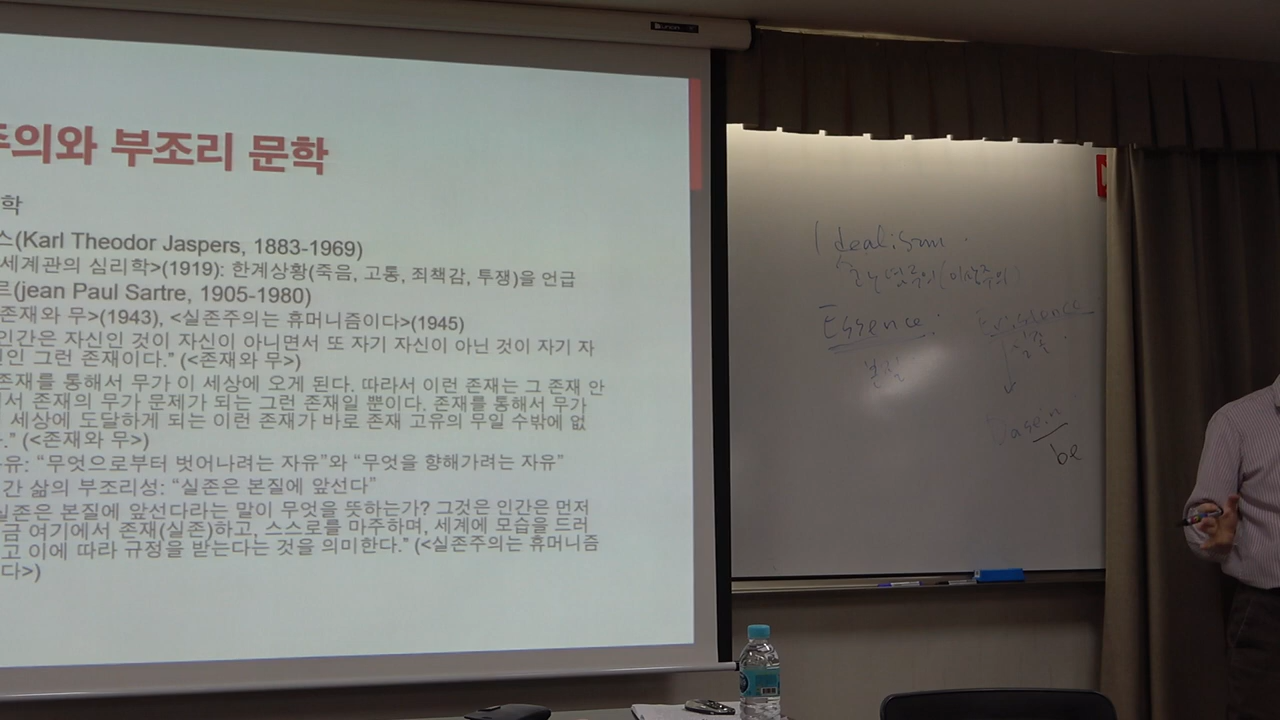 주의와 부조리 문학
학
스(Karl Theodor Jaspers, 1883-1969)
세계관의 심리학>(1919): 한계상황(죽음, 고통, 죄책감, 투쟁)을 언급
르(jean Paul Sartre, 1905-1980)
존재와 무>(1943), <실존주의는 휴머니즘이다>(1945)
인간은 자신인 것이 자신이 아니면서 또 자기 자신이 아닌 것이 자기 자
신인 그런 존재이다.” (<존재와 무>)
존재를 통해서 무가 이 세상에 오게 된다. 따라서 이런 존재는 그 존재 안
서 존재의 무가 문제가 되는 그런 존재일 뿐이다. 존재를 통해서 무가
세상에 도달하게 되는 이런 존재가 바로 존재 고유의 무일 수밖에 없
.” (<존재와 무>)
유: “무엇으로부터 벗어나려는 자유”와 “무엇을 향해가려는 자유”
간 삶의 부조리성: “실존은 본질에 앞선다”
실존은 본질에 앞선다라는 말이 무엇을 뜻하는가? 그것은 인간은 먼저
금 여기에서 존재(실존)하고, 스스로를 마주하며, 세계에 모습을 드러
고 이에 따라 규정을 받는다는 것을 의미한다.” (<실존주의는 휴머니즘
다>)
Idealism
관념주의(이상주의)
Essence: Existence:
본질 실존
Dasein
be